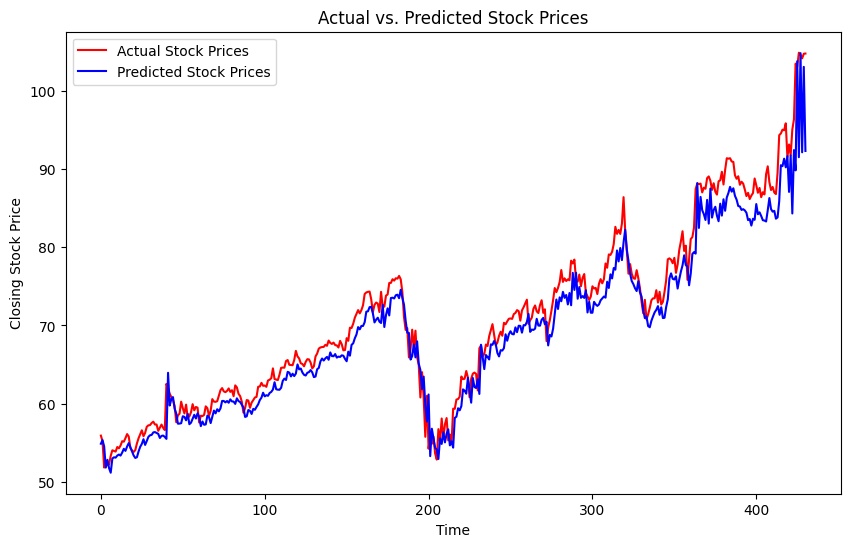 Actual vs. Predicted Stock Prices
Actual Stock Prices
Predicted Stock Prices
100
90
80
70
60
50
Closing Stock Price
0 100 200 300 400
Time